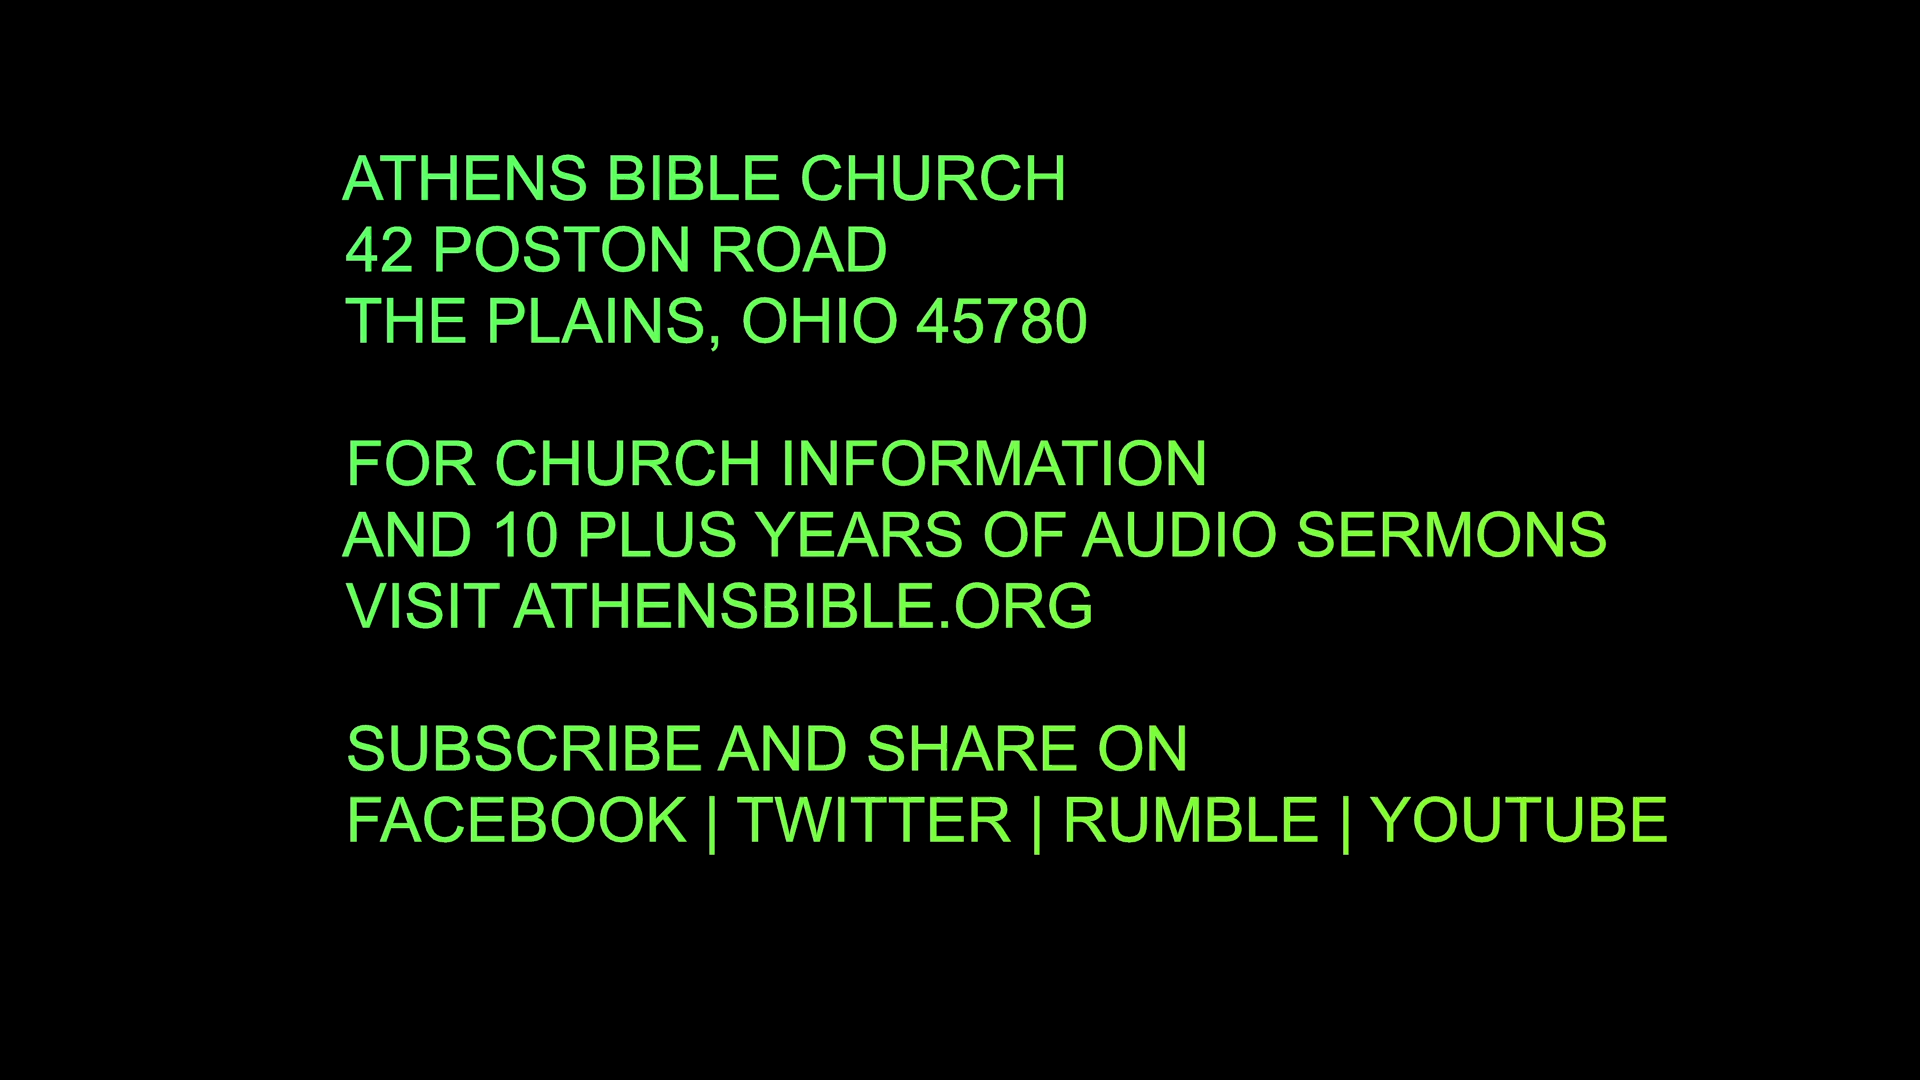 ATHENS BIBLE CHURCH
42 POSTON ROAD
THE PLAINS, OHIO 45780
FOR CHURCH INFORMATION
AND 10 PLUS YEARS OF AUDIO SERMONS
VISIT ATHENSBIBLE.ORG
SUBSCRIBE AND SHARE ON
FACEBOOK | TWITTER | RUMBLE | YOUTUBE